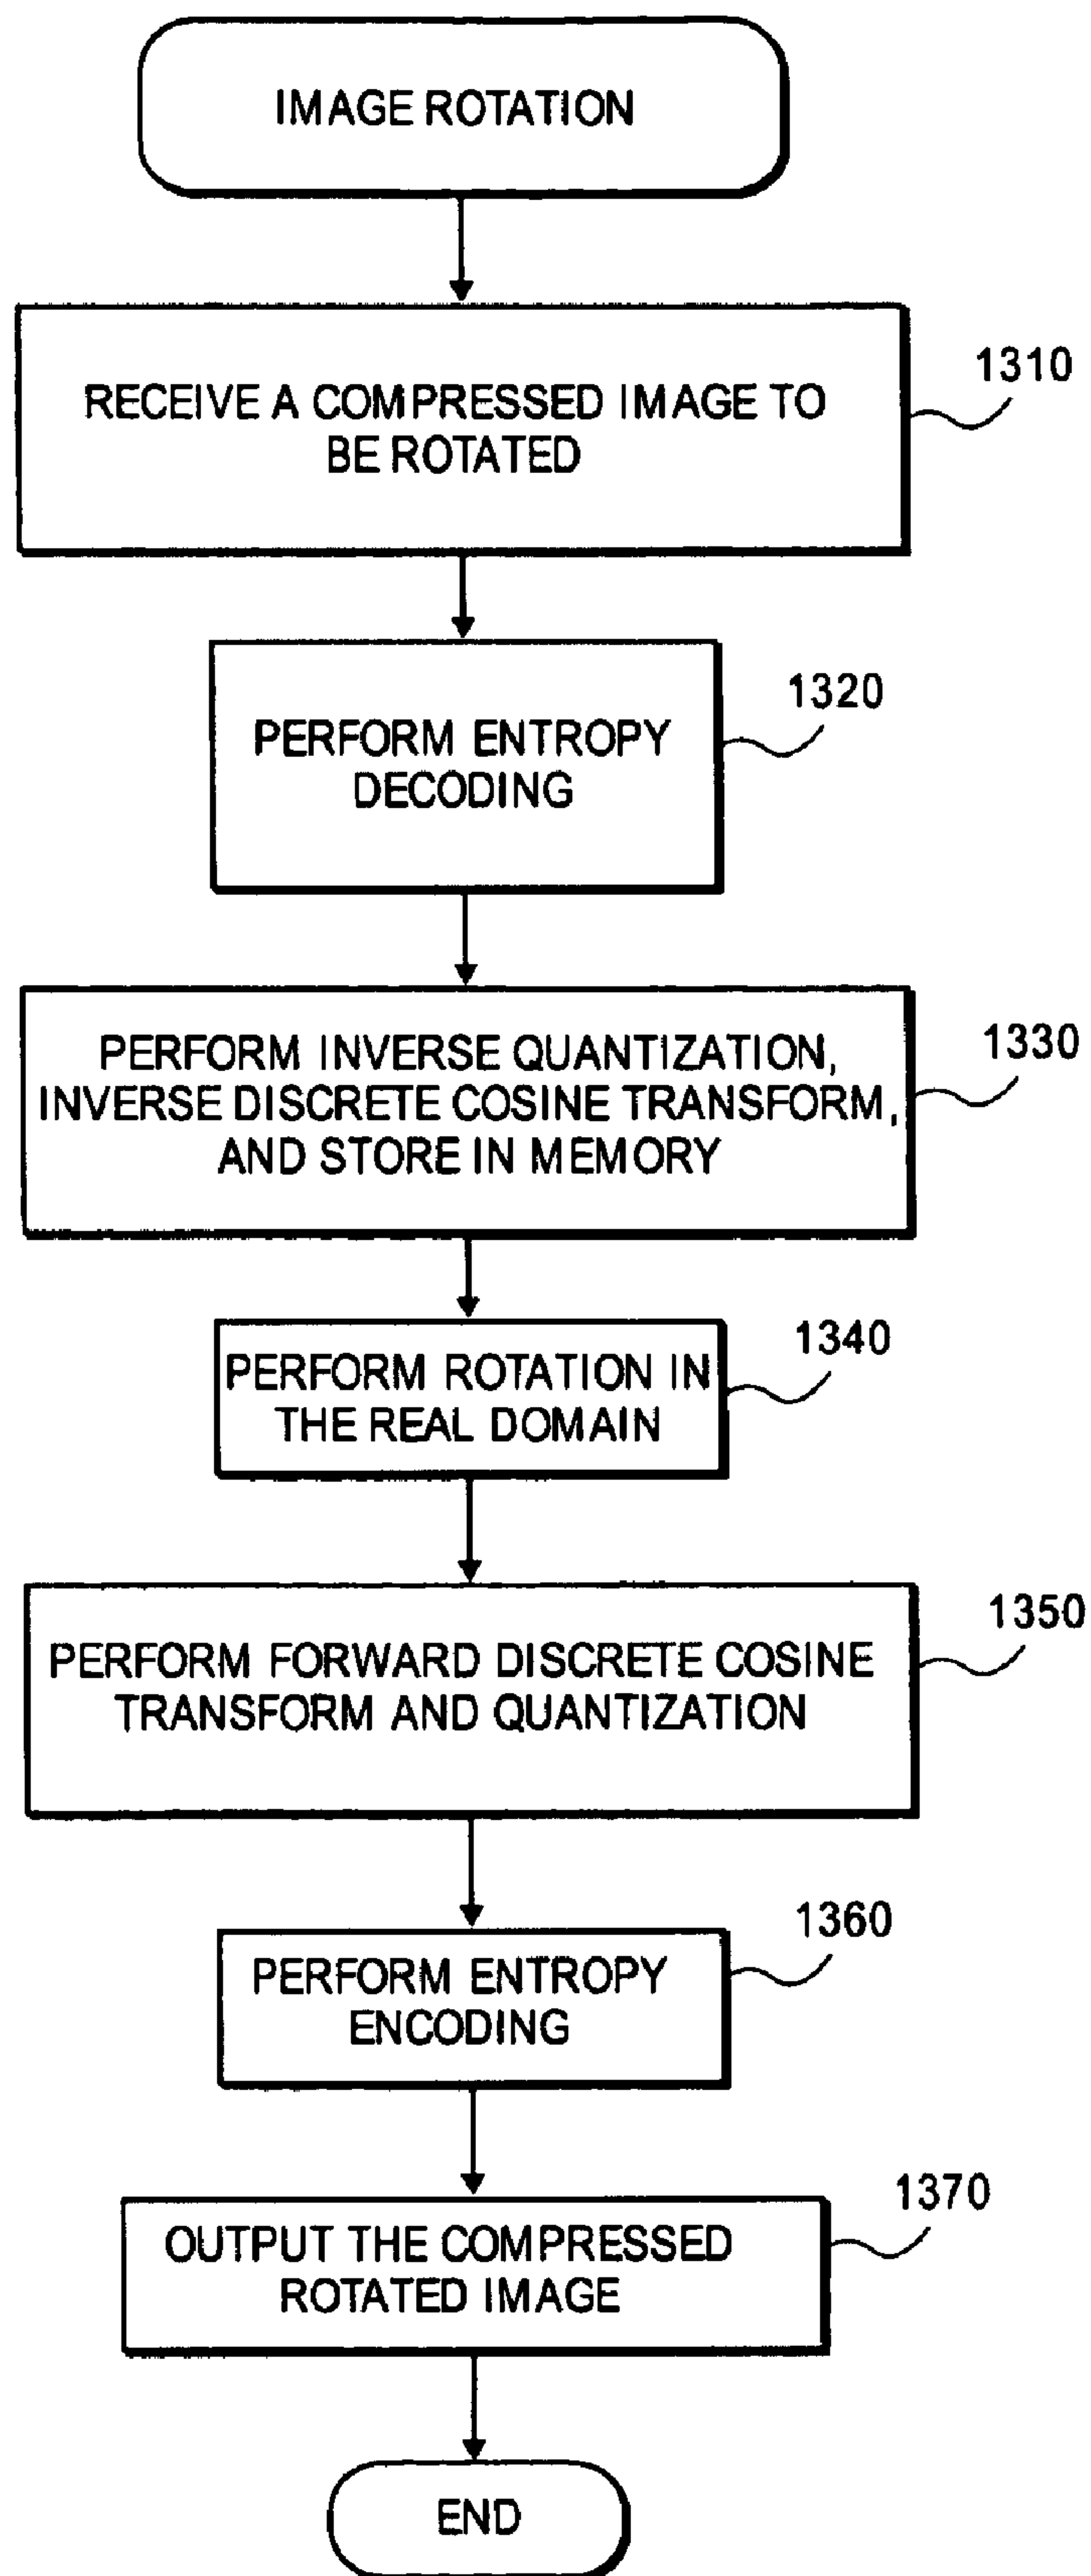 IMAGE ROTATION
RECEIVE A COMPRESSED IMAGE TO
BE ROTATED
1310
PERFORM ENTROPY
DECODING
1320
PERFORM INVERSE QUANTIZATION,
INVERSE DISCRETE COSINE TRANSFORM,
AND STORE IN MEMORY
1330
PERFORM ROTATION IN
THE REAL DOMAIN
1340
PERFORM FORWARD DISCRETE COSINE
TRANSFORM AND QUANTIZATION
1350
PERFORM ENTROPY
ENCODING
1360
OUTPUT THE COMPRESSED
ROTATED IMAGE
1370
END